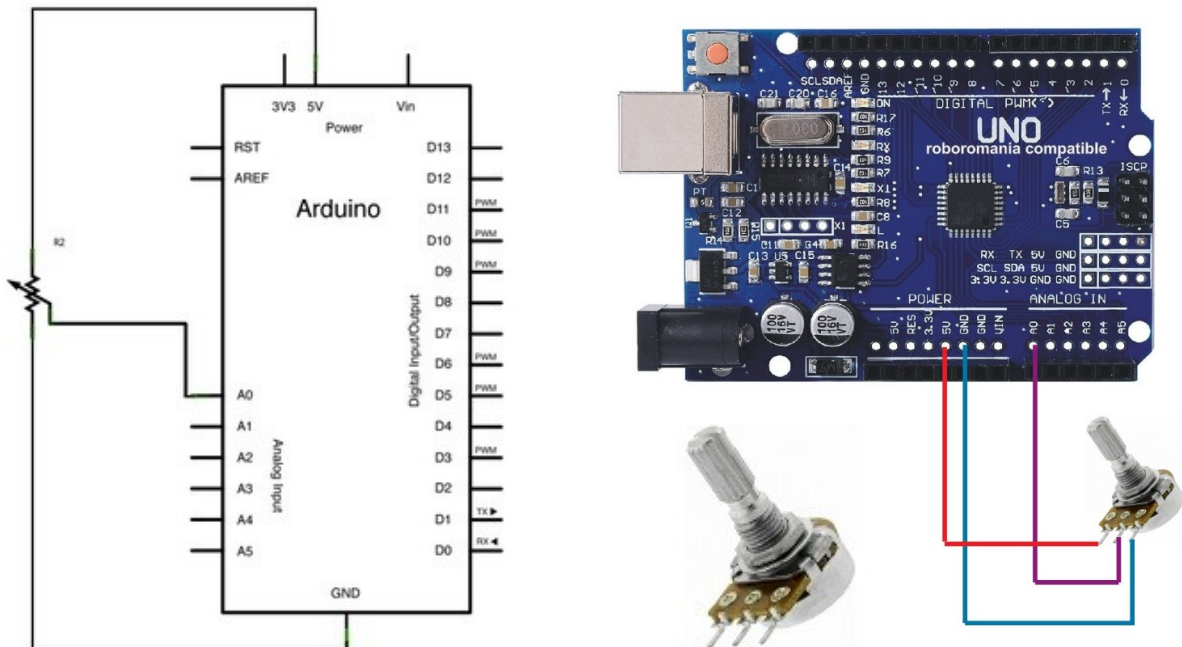 3V3
5V
Vin
Power
RST
D13
AREF
D12
Arduino
D11
PWM
D10
PWM
D9
PWM
R2
D8
Digital Input/Output
D7
D6
PWM
A0
D5
PWM
A1
D4
A2
D3
PWM
Analog Input
A3
D2
A4
D1
TX
A5
D0
RX
GND
SCL
SDA
AREF
GND
13
12
11
10
9
8
7
6
5
4
3
2
TX→1
RX←0
DIGITAL PWM(~)
C21
C20
C16
ON
R17
UNO
roboromania compatible
RX
R9
C14
R7
C6
R13
ISCP
PT
C1
X1
R8
C12
C8
C5
R14
X1
L
C11
R16
C13
U5
C15
RX TX 5V GND
SCL SDA 5V GND
3.3V 3.3V GND GND
POWER
ANALOG IN
100
16V
VT
100
16V
VT
5V
RES
3.3V
5V
GND
GND
VIN
A0
A1
A2
A3
A4
A5